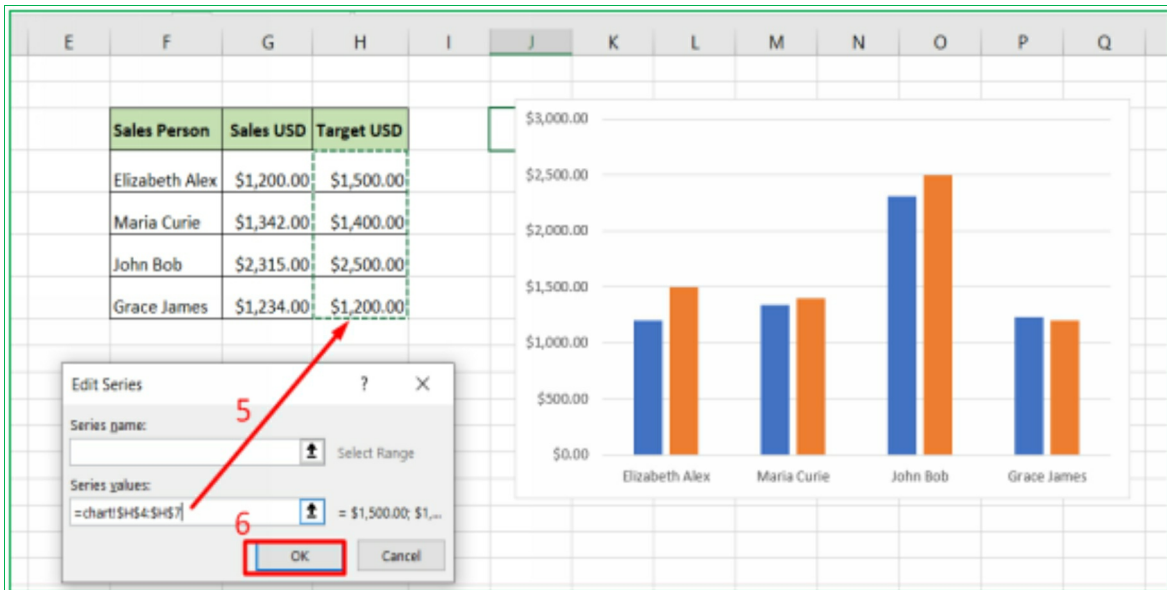 E F G H I J K L M N O P Q
Sales Person Sales USD Target USD
Elizabeth Alex $1,200.00 $1,500.00
Maria Curie $1,342.00 $1,400.00
John Bob $2,315.00 $2,500.00
Grace James $1,234.00 $1,200.00
$3,000.00
$2,500.00
$2,000.00
$1,500.00
$1,000.00
$500.00
$0.00
Elizabeth Alex Maria Curie John Bob Grace James
Edit Series ? ×
5
Series name:
Select Range
Series values:
=chart!$H$4:$H$7 = $1,500.00; $1,...
6
OK Cancel